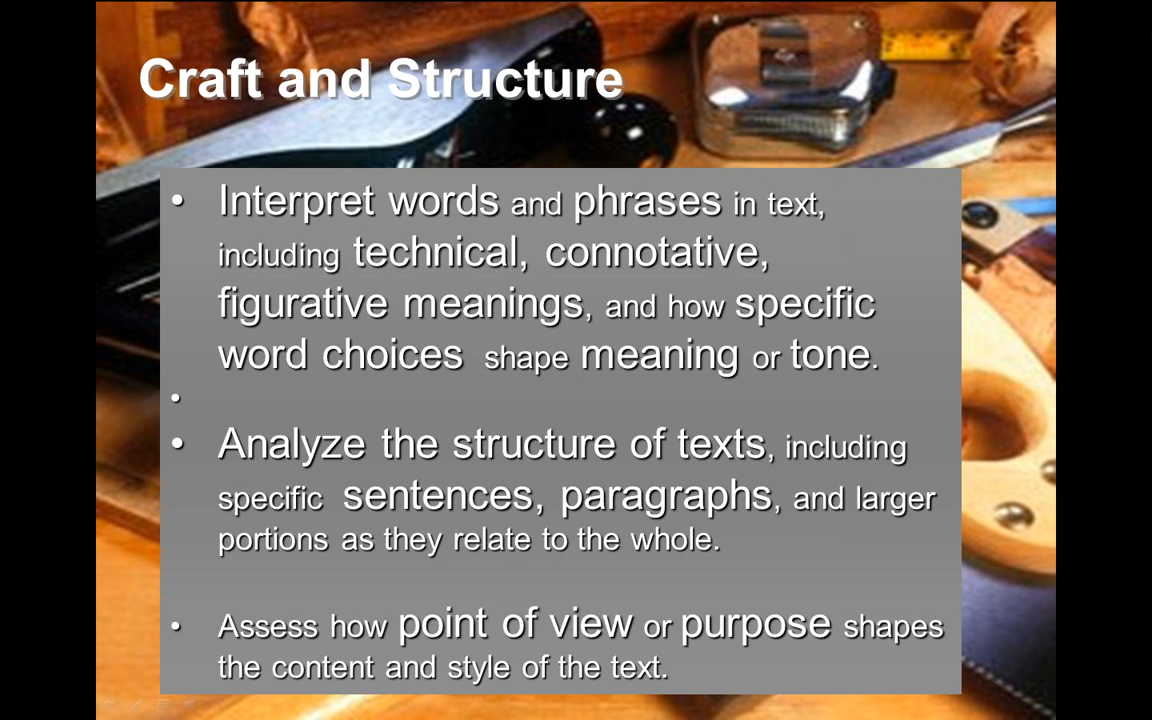 Craft and Structure
• Interpret words and phrases in text,
including technical, connotative,
figurative meanings, and how specific
word choices shape meaning or tone.
•
• Analyze the structure of texts, including
specific sentences, paragraphs, and larger
portions as they relate to the whole.
• Assess how point of view or purpose shapes
the content and style of the text.